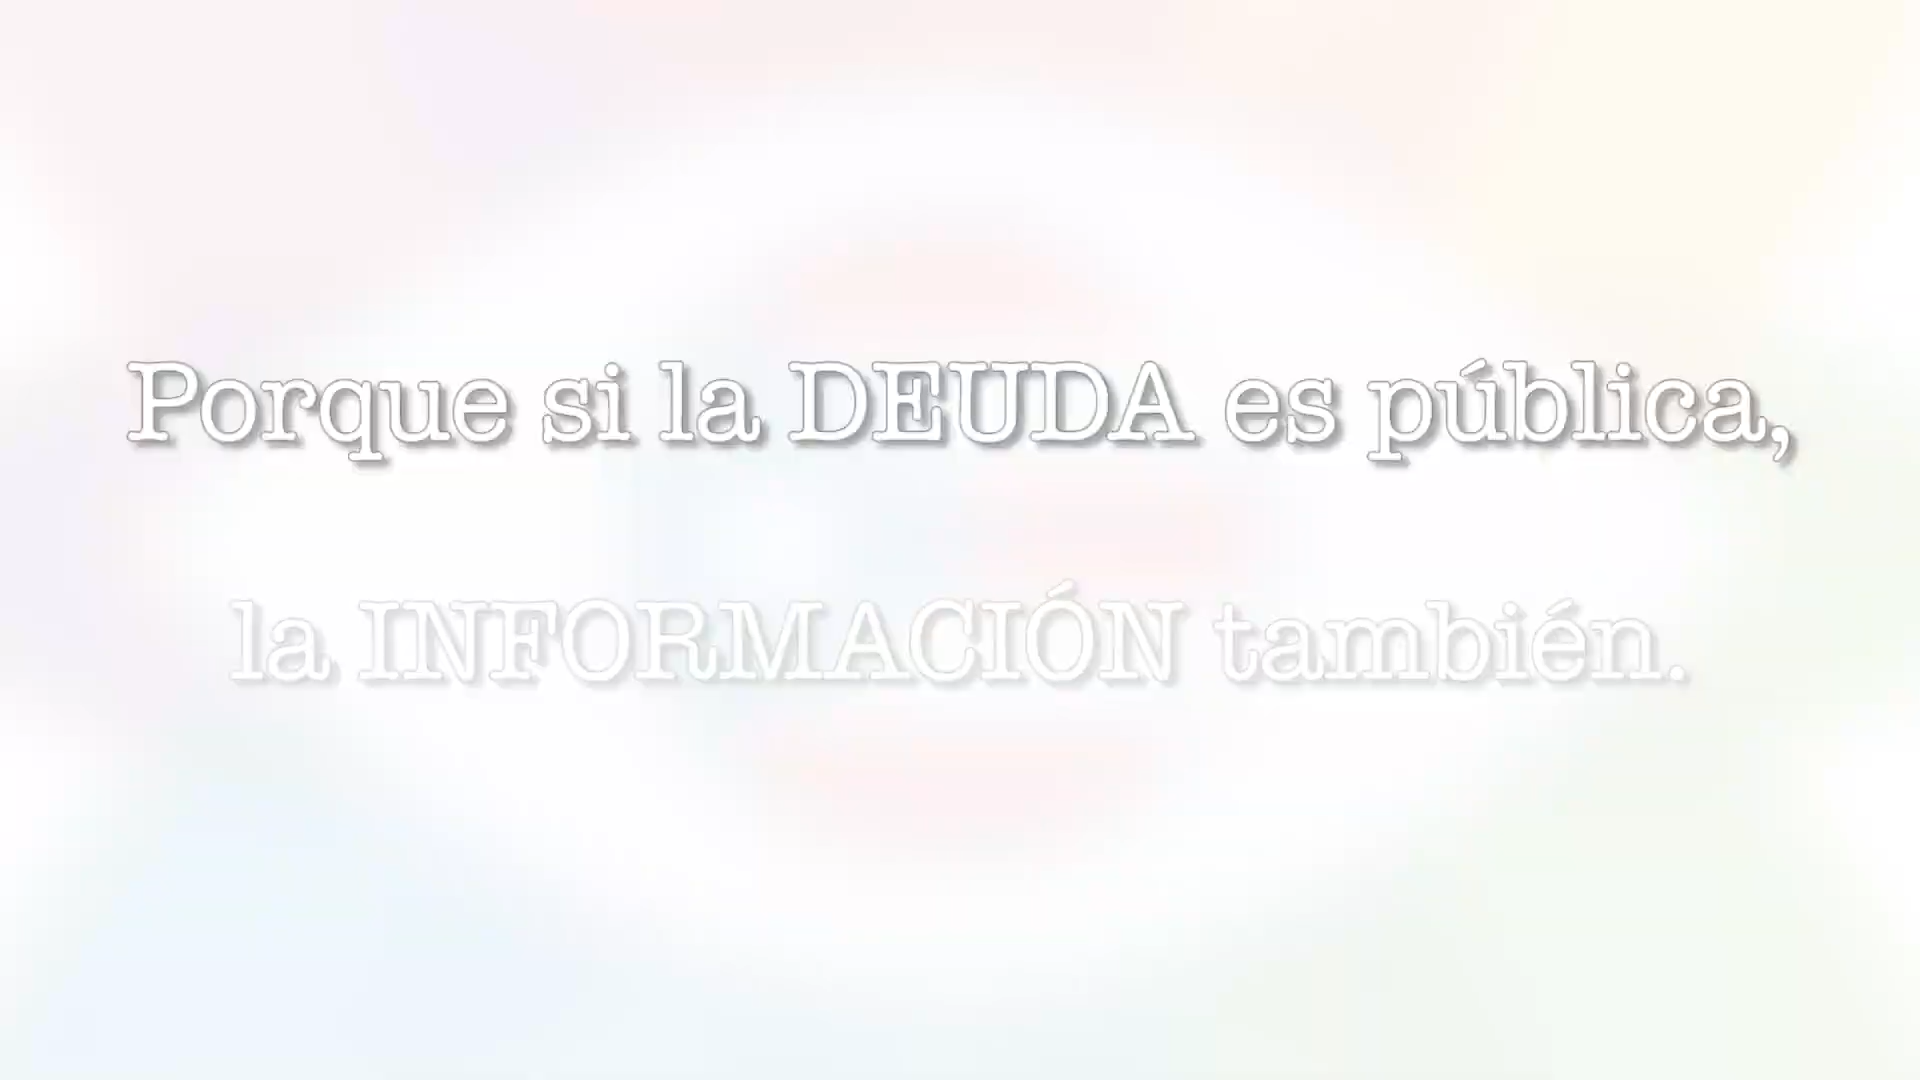 Porque si la DEUDA es pública,
la INFORMACIÓN también.